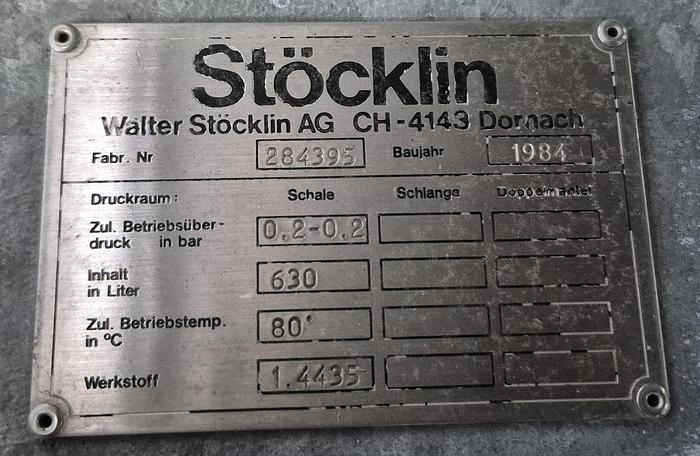 Stöcklin
Walter Stöcklin AG CH-4143 Dornach
Fabr. Nr 284395 Baujahr 1984
Druckraum: Schale Schlange Doppelmantel
Zul. Betriebsüber-
druck in bar 0.2-0.2
Inhalt
in Liter 630
Zul. Betriebstemp.
in °C 80°
Werkstoff 1.4435